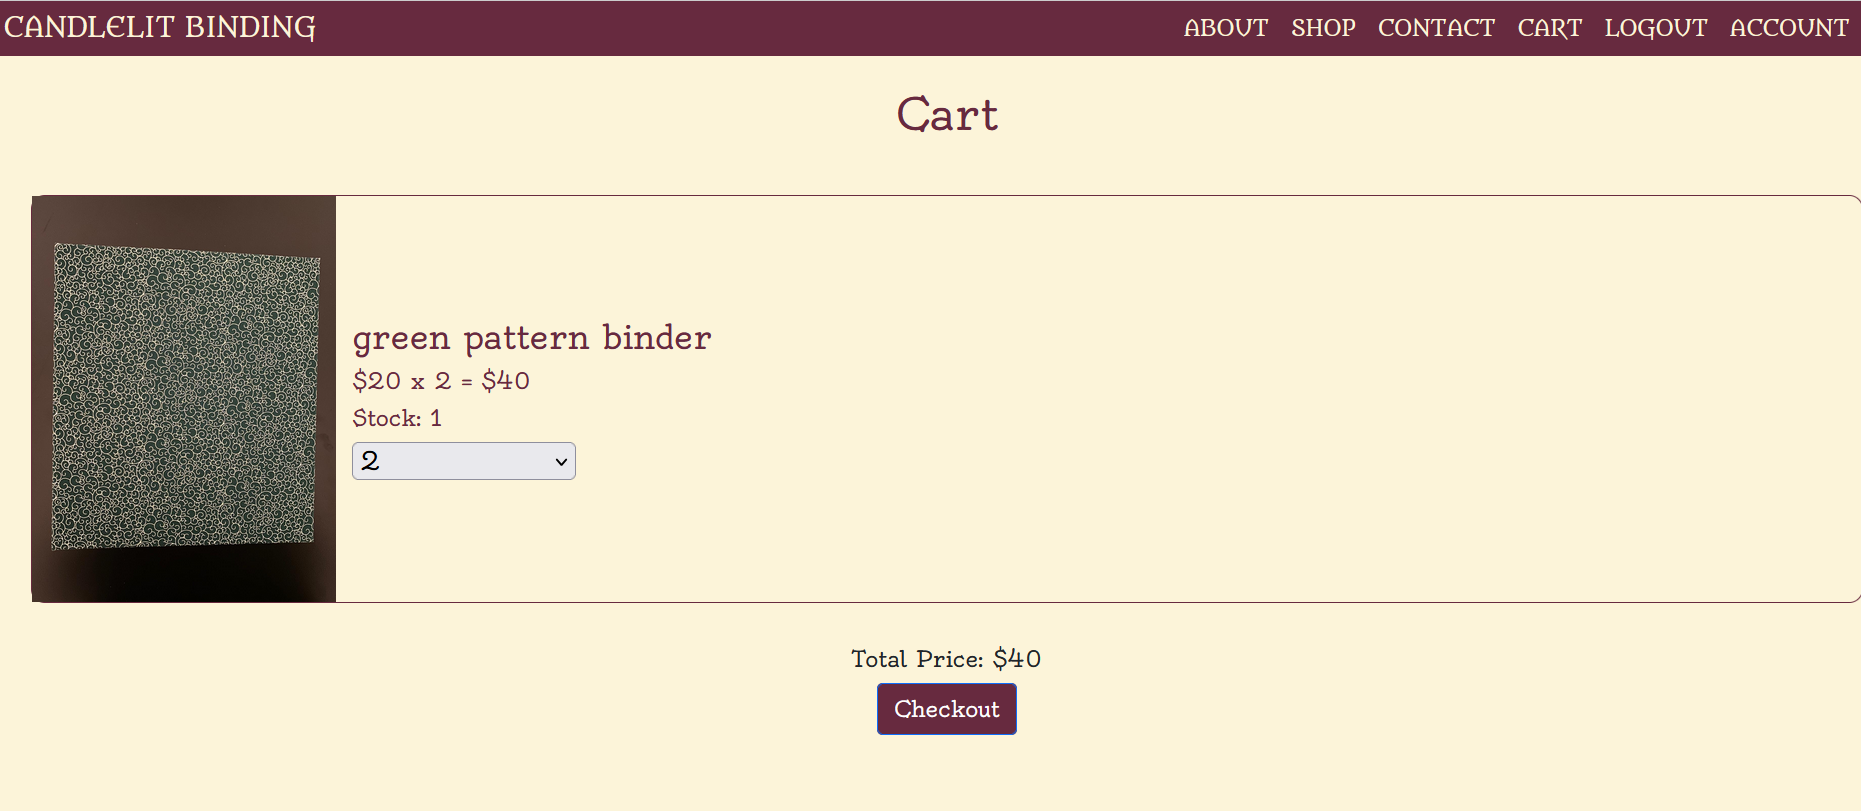 CANDLELIT BINDING ABOUT SHOP CONTACT CART LOGOUT ACCOUNT
Cart
green pattern binder
$20 x 2 = $40
Stock: 1
2
Total Price: $40
Checkout